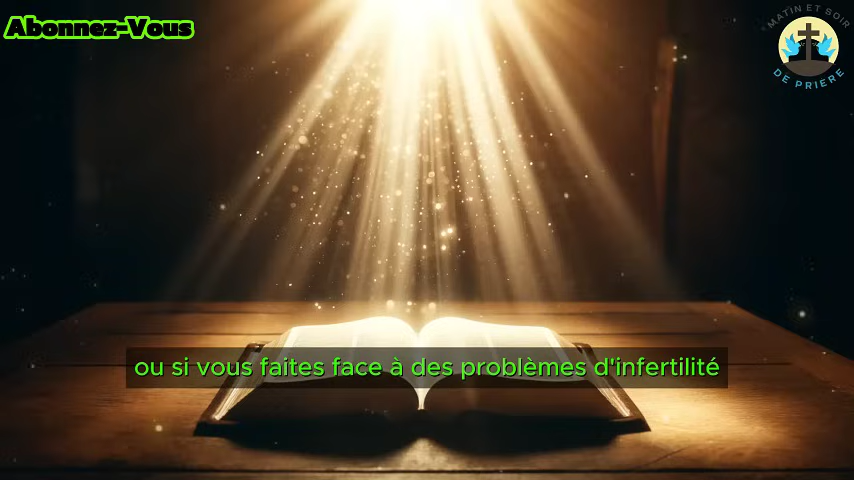 Abonnez-Vous
MATIN ET SOIR
DE PRIERE
ou si vous faites face à des problèmes d'infertilité